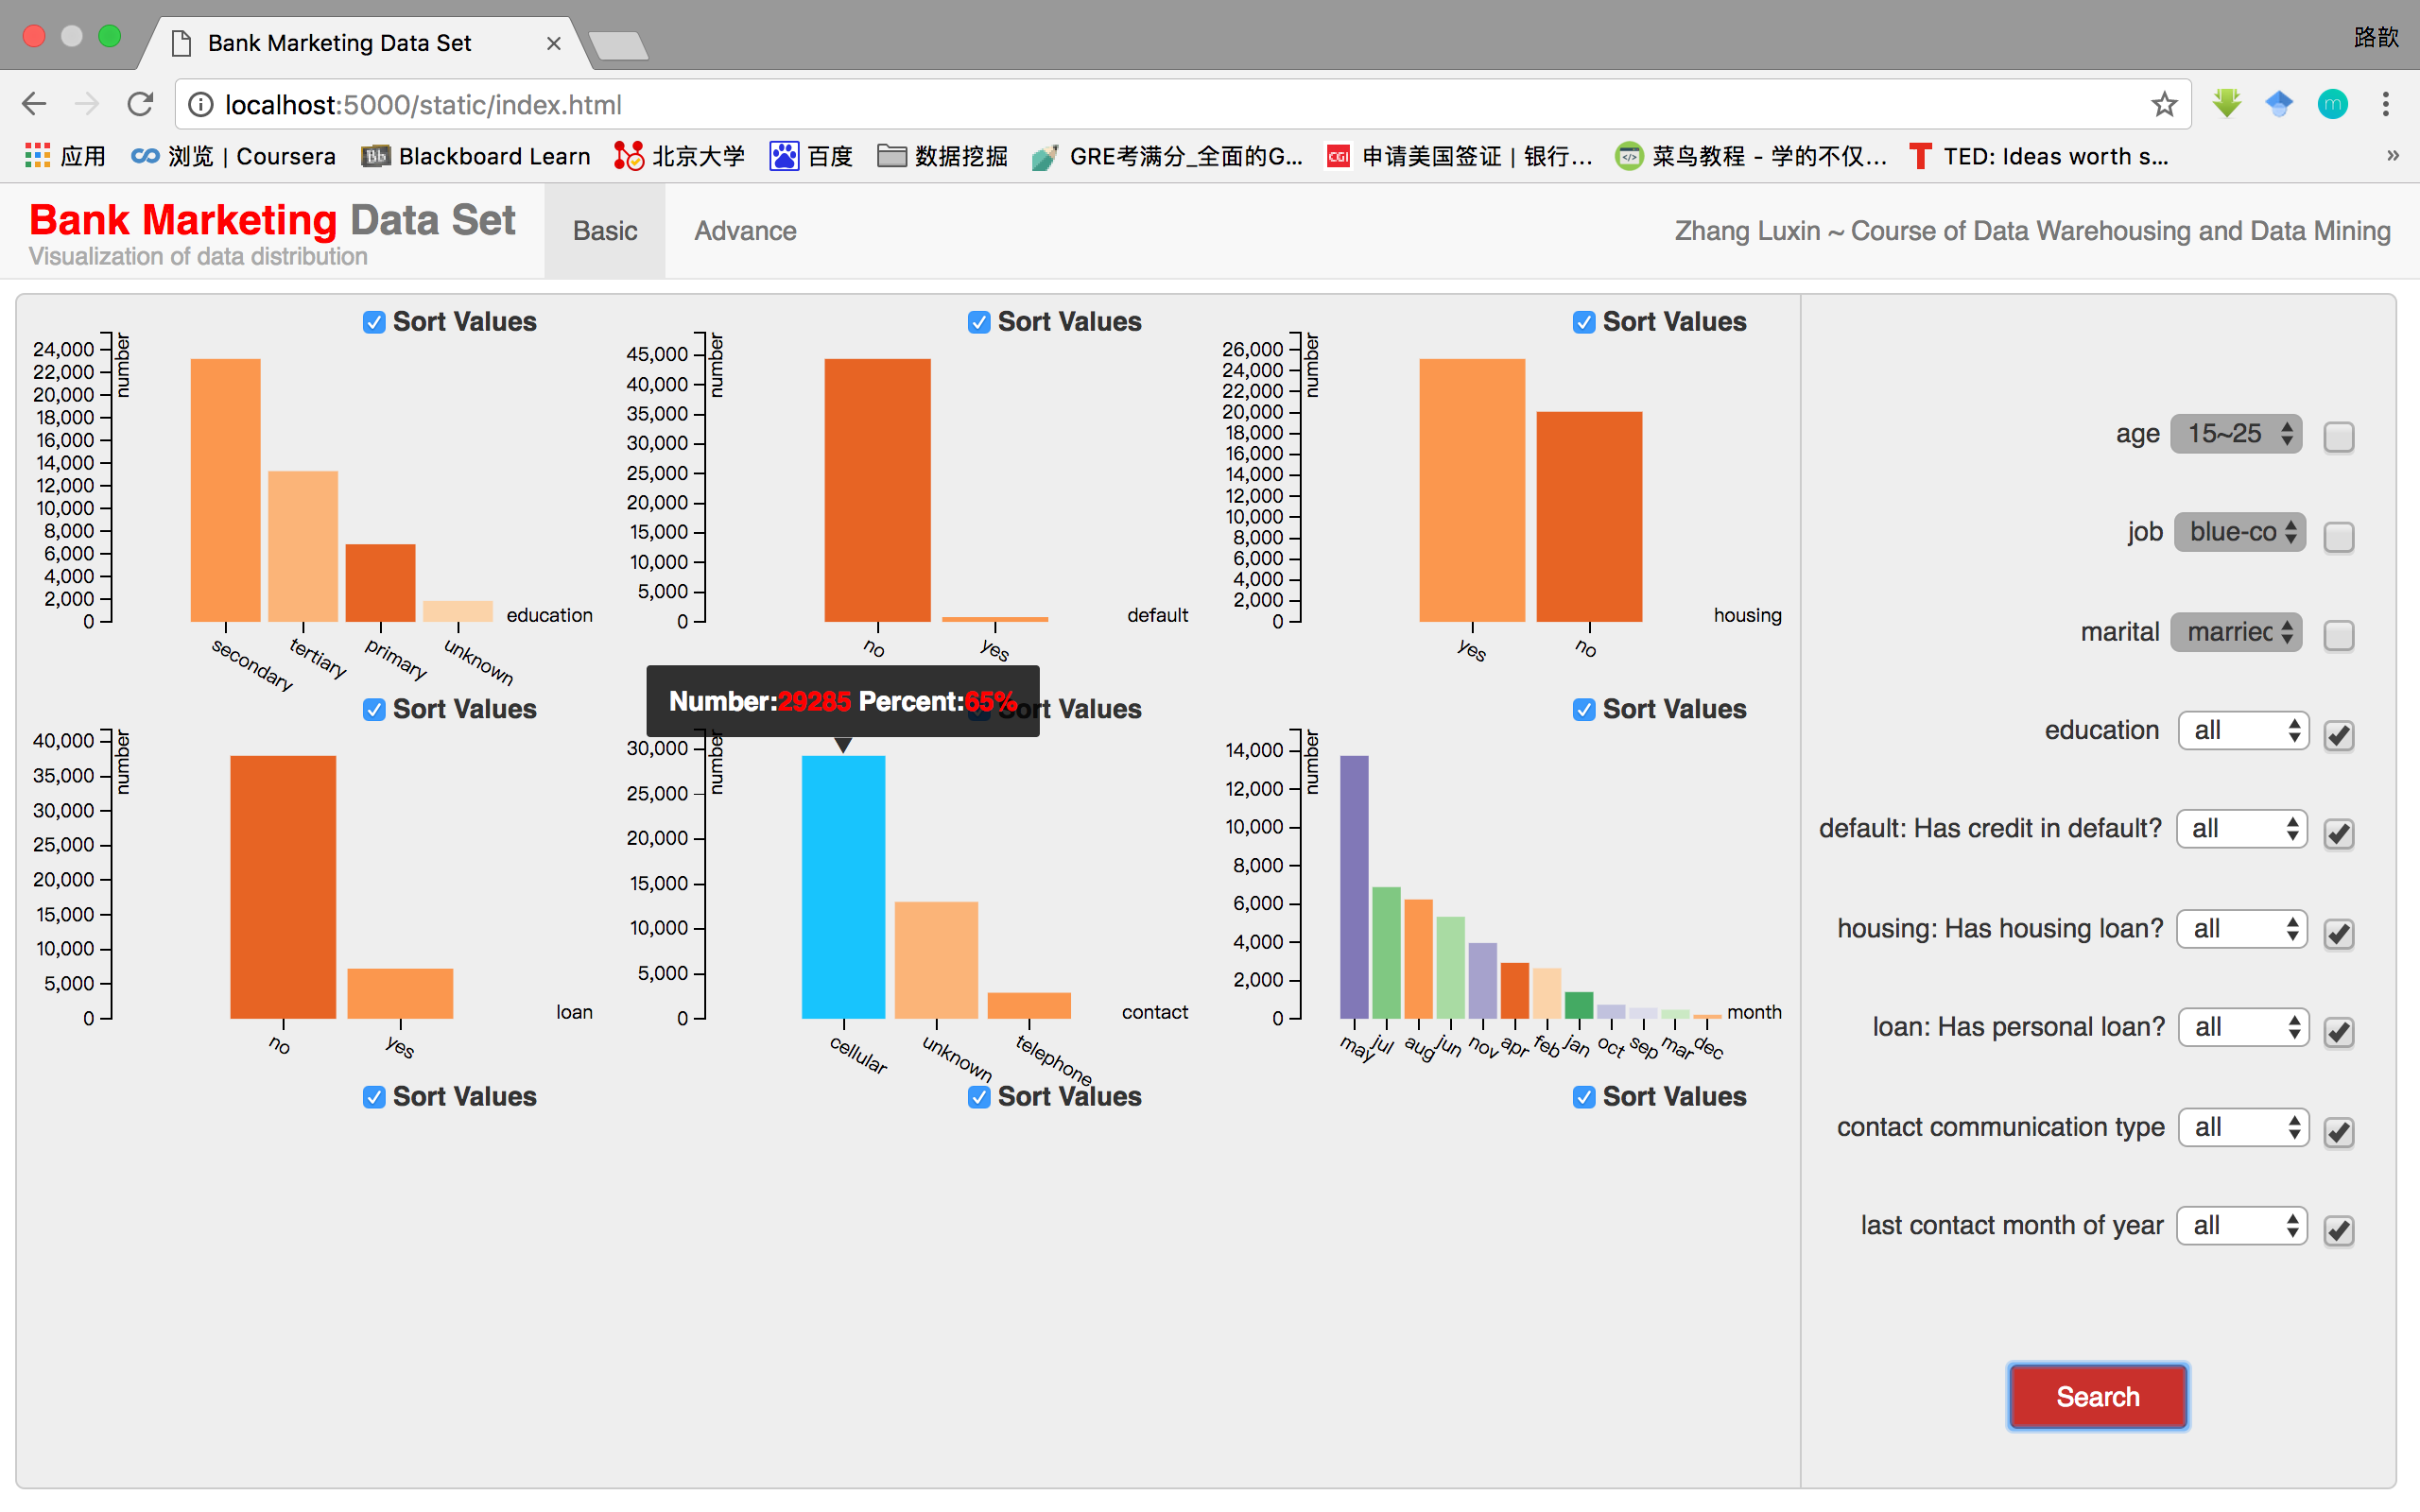 Bank Marketing Data Set
路歆
localhost:5000/static/index.html
应用 浏览 | Coursera Blackboard Learn 北京大学 百度 数据挖掘 GRE考满分_全面的G... 申请美国签证 | 银行... 菜鸟教程 - 学的不仅... TED: Ideas worth s... »
Bank Marketing Data Set
Visualization of data distribution
Basic
Advance
Zhang Luxin ~ Course of Data Warehousing and Data Mining
Sort Values
number
24,000
22,000
20,000
18,000
16,000
14,000
12,000
10,000
8,000
6,000
4,000
2,000
0
secondary
tertiary
primary
unknown
education
Sort Values
number
45,000
40,000
35,000
30,000
25,000
20,000
15,000
10,000
5,000
0
no
yes
default
Sort Values
number
26,000
24,000
22,000
20,000
18,000
16,000
14,000
12,000
10,000
8,000
6,000
4,000
2,000
0
yes
no
housing
Sort Values
number
40,000
35,000
30,000
25,000
20,000
15,000
10,000
5,000
0
no
yes
loan
Number:29285 Percent:65%
Sort Values
number
30,000
25,000
20,000
15,000
10,000
5,000
0
cellular
unknown
telephone
contact
Sort Values
number
14,000
12,000
10,000
8,000
6,000
4,000
2,000
0
may
jul
aug
jun
nov
apr
feb
jan
oct
sep
mar
dec
month
Sort Values
Sort Values
Sort Values
age 15~25
job blue-co
marital married
education all
default: Has credit in default? all
housing: Has housing loan? all
loan: Has personal loan? all
contact communication type all
last contact month of year all
Search